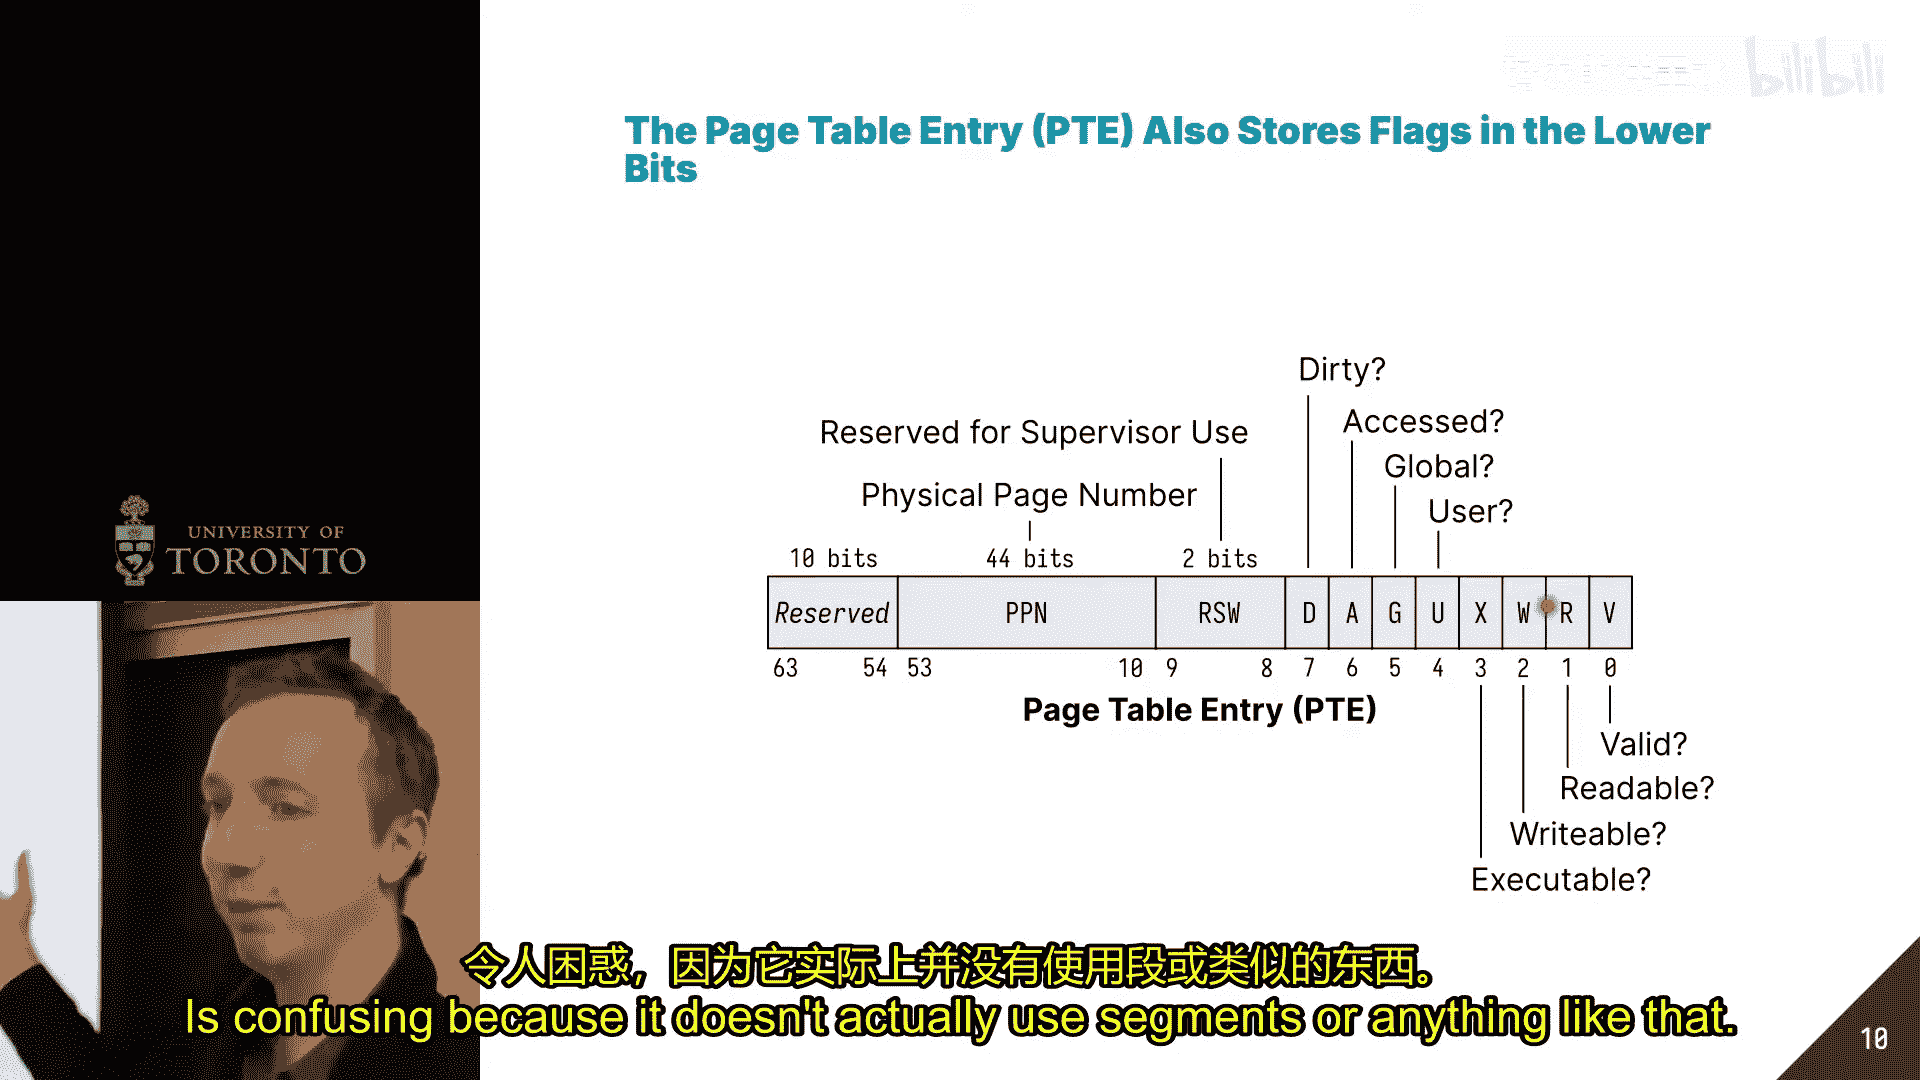 bilibili
The Page Table Entry (PTE) Also Stores Flags in the Lower
Bits
Dirty?
Accessed?
Reserved for Supervisor Use
Global?
Physical Page Number
User?
10 bits 44 bits 2 bits
Reserved PPN RSW D A G U X W R V
63 54 53 10 9 8 7 6 5 4 3 2 1 0
Page Table Entry (PTE)
Valid?
Readable?
Writeable?
Executable?
UNIVERSITY OF
TORONTO
令人困惑，因为它实际上并没有使用段或类似的东西。
Is confusing because it doesn't actually use segments or anything like that.
10